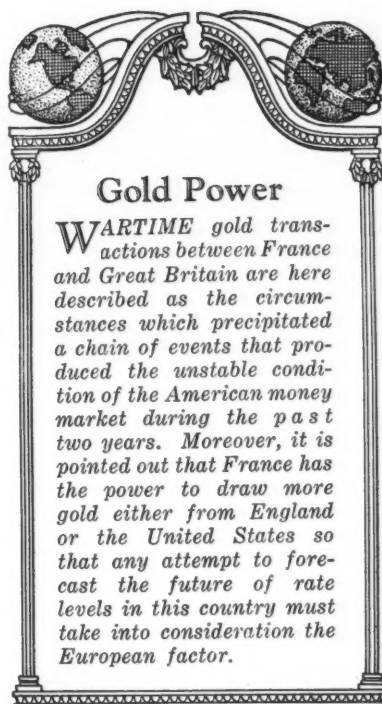 Gold Power
WARTIME gold trans-
actions between France
and Great Britain are here
described as the circum-
stances which precipitated
a chain of events that pro-
duced the unstable condi-
tion of the American money
market during the past
two years. Moreover, it is
pointed out that France has
the power to draw more
gold either from England
or the United States so
that any attempt to fore-
cast the future of rate
levels in this country must
take into consideration the
European factor.